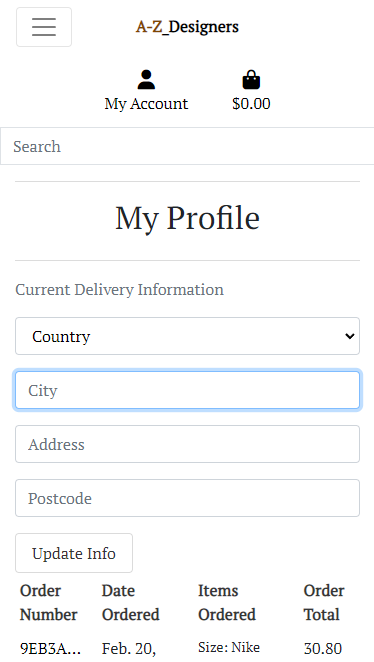 A-Z_Designers
My Account
$0.00
Search
My Profile
Current Delivery Information
Country
City
Address
Postcode
Update Info
Order Number
Date Ordered
Items Ordered
Order Total
9EB3A...
Feb. 20,
Size: Nike
30.80